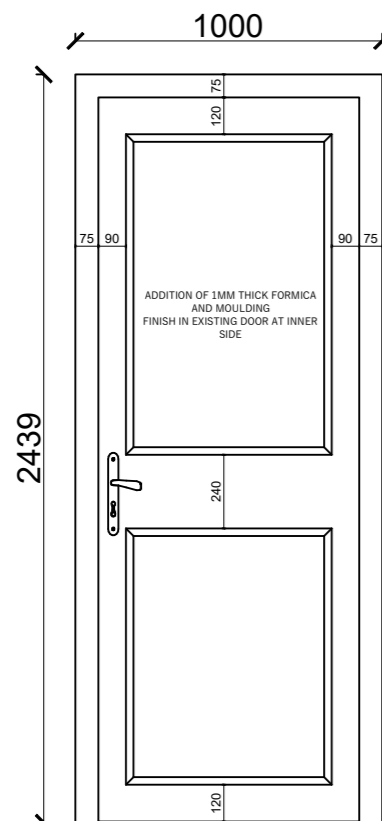 1000
75
120
75
90
90
75
ADDITION OF 1MM THICK FORMICA
AND MOULDING
FINISH IN EXISTING DOOR AT INNER
SIDE
2439
240
120